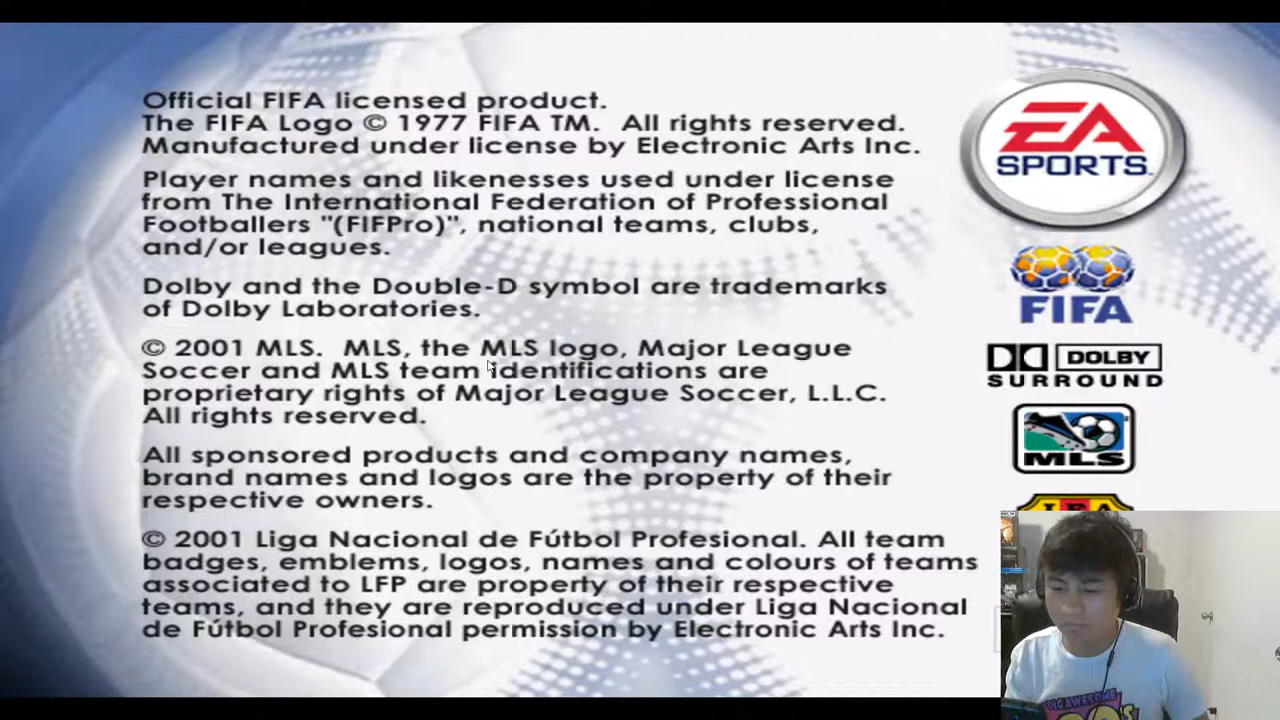 Official FIFA licensed product.
The FIFA Logo © 1977 FIFA TM. All rights reserved.
Manufactured under license by Electronic Arts Inc.
Player names and likenesses used under license
from The International Federation of Professional
Footballers "(FIFPro)", national teams, clubs,
and/or leagues.
Dolby and the Double-D symbol are trademarks
of Dolby Laboratories.
© 2001 MLS. MLS, the MLS logo, Major League
Soccer and MLS team identifications are
proprietary rights of Major League Soccer, L.L.C.
All rights reserved.
All sponsored products and company names,
brand names and logos are the property of their
respective owners.
© 2001 Liga Nacional de Fútbol Profesional. All team
badges, emblems, logos, names and colours of teams
associated to LFP are property of their respective
teams, and they are reproduced under Liga Nacional
de Fútbol Profesional permission by Electronic Arts Inc.
EA
SPORTS
FIFA
DOLBY
SURROUND
MLS